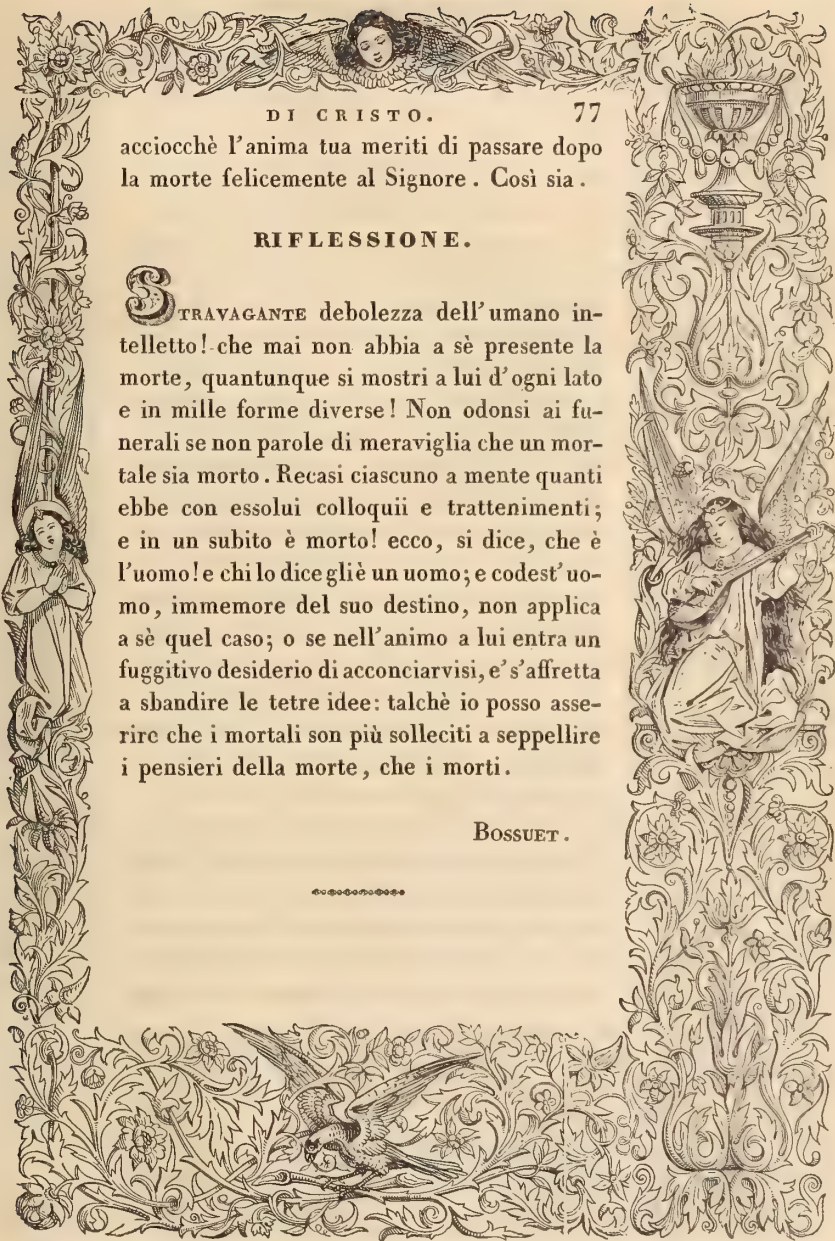 DI CRISTO. 77
acciocchè l'anima tua meriti di passare dopo
la morte felicemente al Signore. Così sia.
RIFLESSIONE.
STRAVAGANTE debolezza dell'umano in-
telletto! che mai non abbia a sè presente la
morte, quantunque si mostri a lui d'ogni lato
e in mille forme diverse! Non odonsi ai fu-
nerali se non parole di meraviglia che un mor-
tale sia morto. Recasi ciascuno a mente quanti
ebbe con essolui colloquii e trattenimenti;
e in un subito è morto! ecco, si dice, che è
l'uomo! e chi lo dice gli è un uomo; e codest'uo-
mo, immemore del suo destino, non applica
a sè quel caso; o se nell'animo a lui entra un
fuggitivo desiderio di acconciarvisi, e's'affretta
a sbandire le tetre idee: talchè io posso asse-
rire che i mortali son più solleciti a seppellire
i pensieri della morte, che i morti.
BOSSUET.